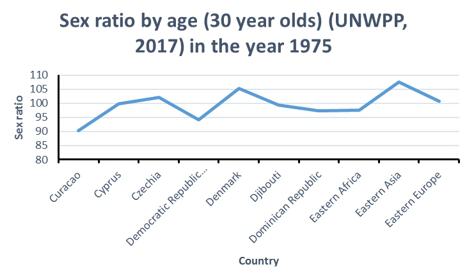 Sex ratio by age (30 year olds) (UNWPP,
2017) in the year 1975
110
105
100
95
90
85
80
Sex ratio
Curacao
Cyprus
Czechia
Democratic Republic...
Denmark
Djibouti
Dominican Republic
Eastern Africa
Eastern Asia
Eastern Europe
Country